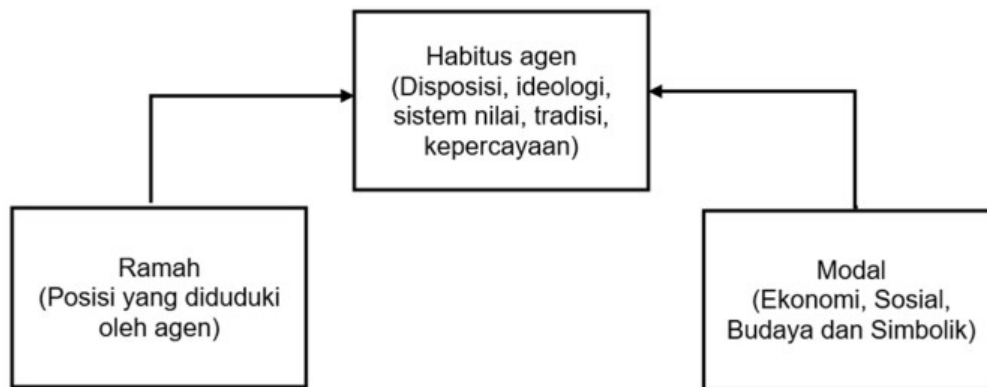 Habitus agen
(Disposisi, ideologi,
sistem nilai, tradisi,
kepercayaan)
Ramah
(Posisi yang diduduki
oleh agen)
Modal
(Ekonomi, Sosial,
Budaya dan Simbolik)